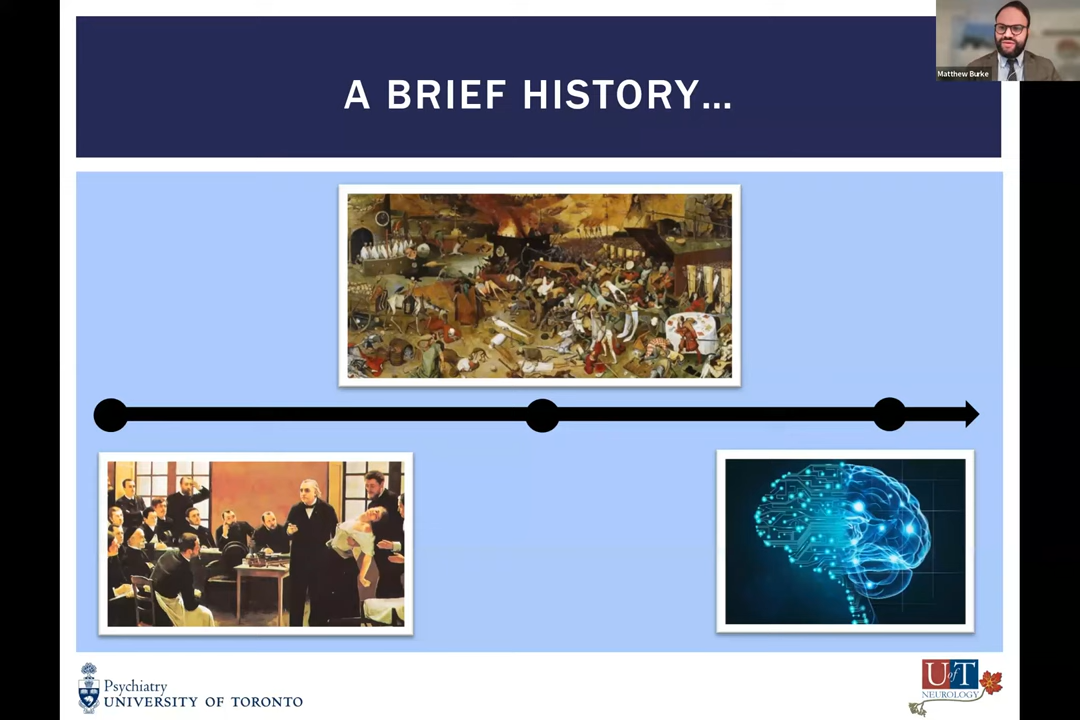 A BRIEF HISTORY...
Matthew Burke
Psychiatry
UNIVERSITY OF TORONTO
UofT
NEUROLOGY